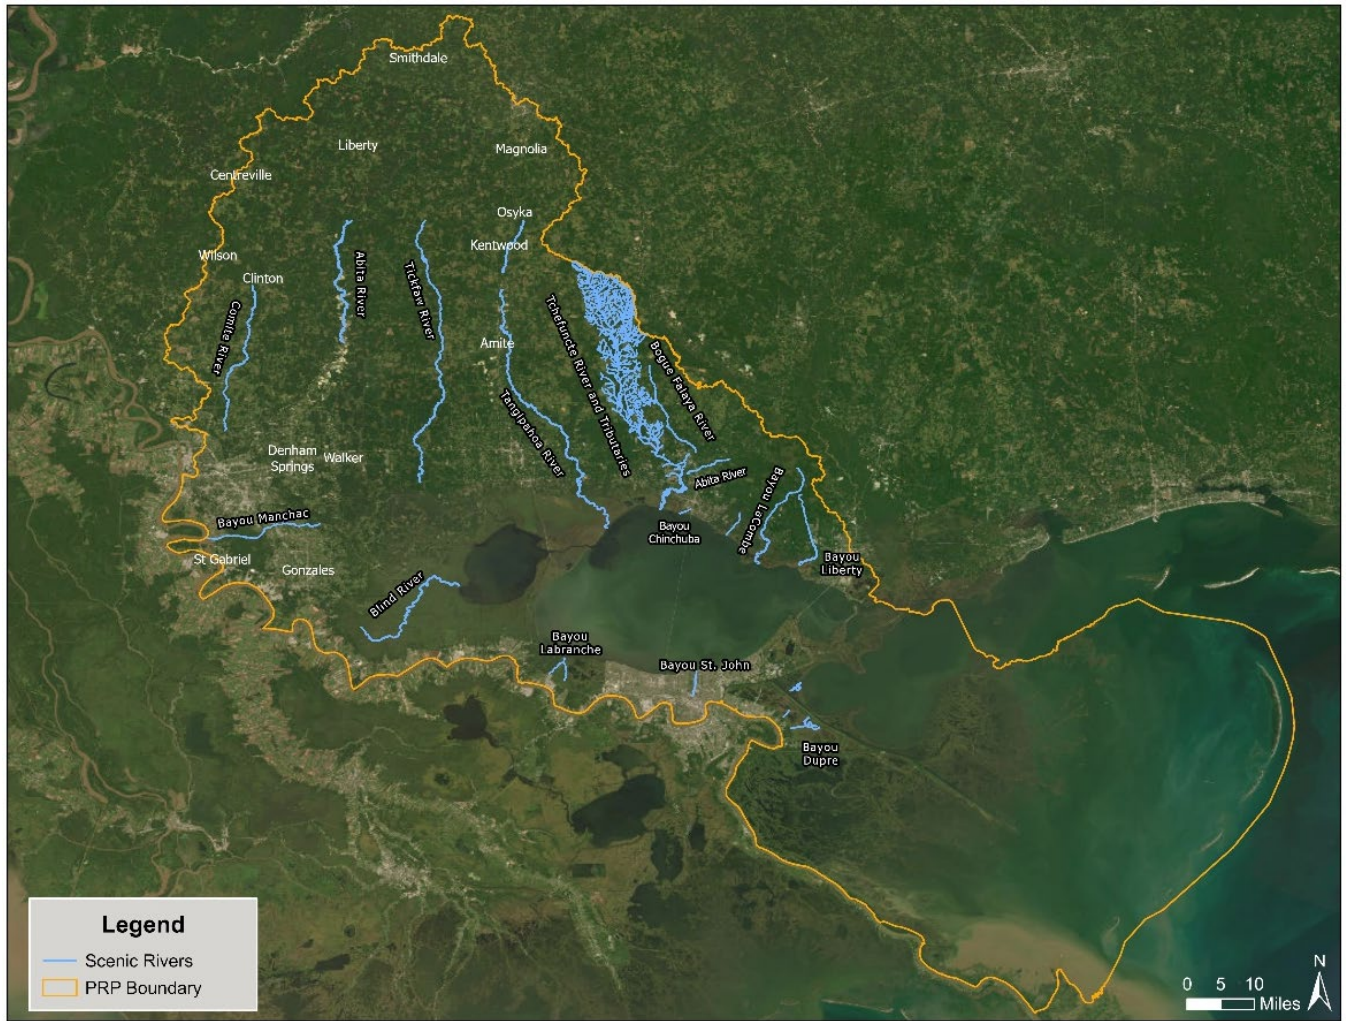 Smithdale
Liberty
Magnolia
Centreville
Osyka
Kentwood
Wilson
Clinton
Abita River
Tickfaw River
Comite River
Amite
Tchefuncte River and Tributaries
Bogue Falaya River
Tangipahoa River
Denham
Springs
Walker
Abita River
Bayou LaCombe
Bayou Manchac
Bayou
Chinchuba
St Gabriel
Gonzales
Bayou
Liberty
Blind River
Bayou
Labranche
Bayou St. John
Bayou
Dupre
Legend
Scenic Rivers
PRP Boundary
N
0 5 10
Miles